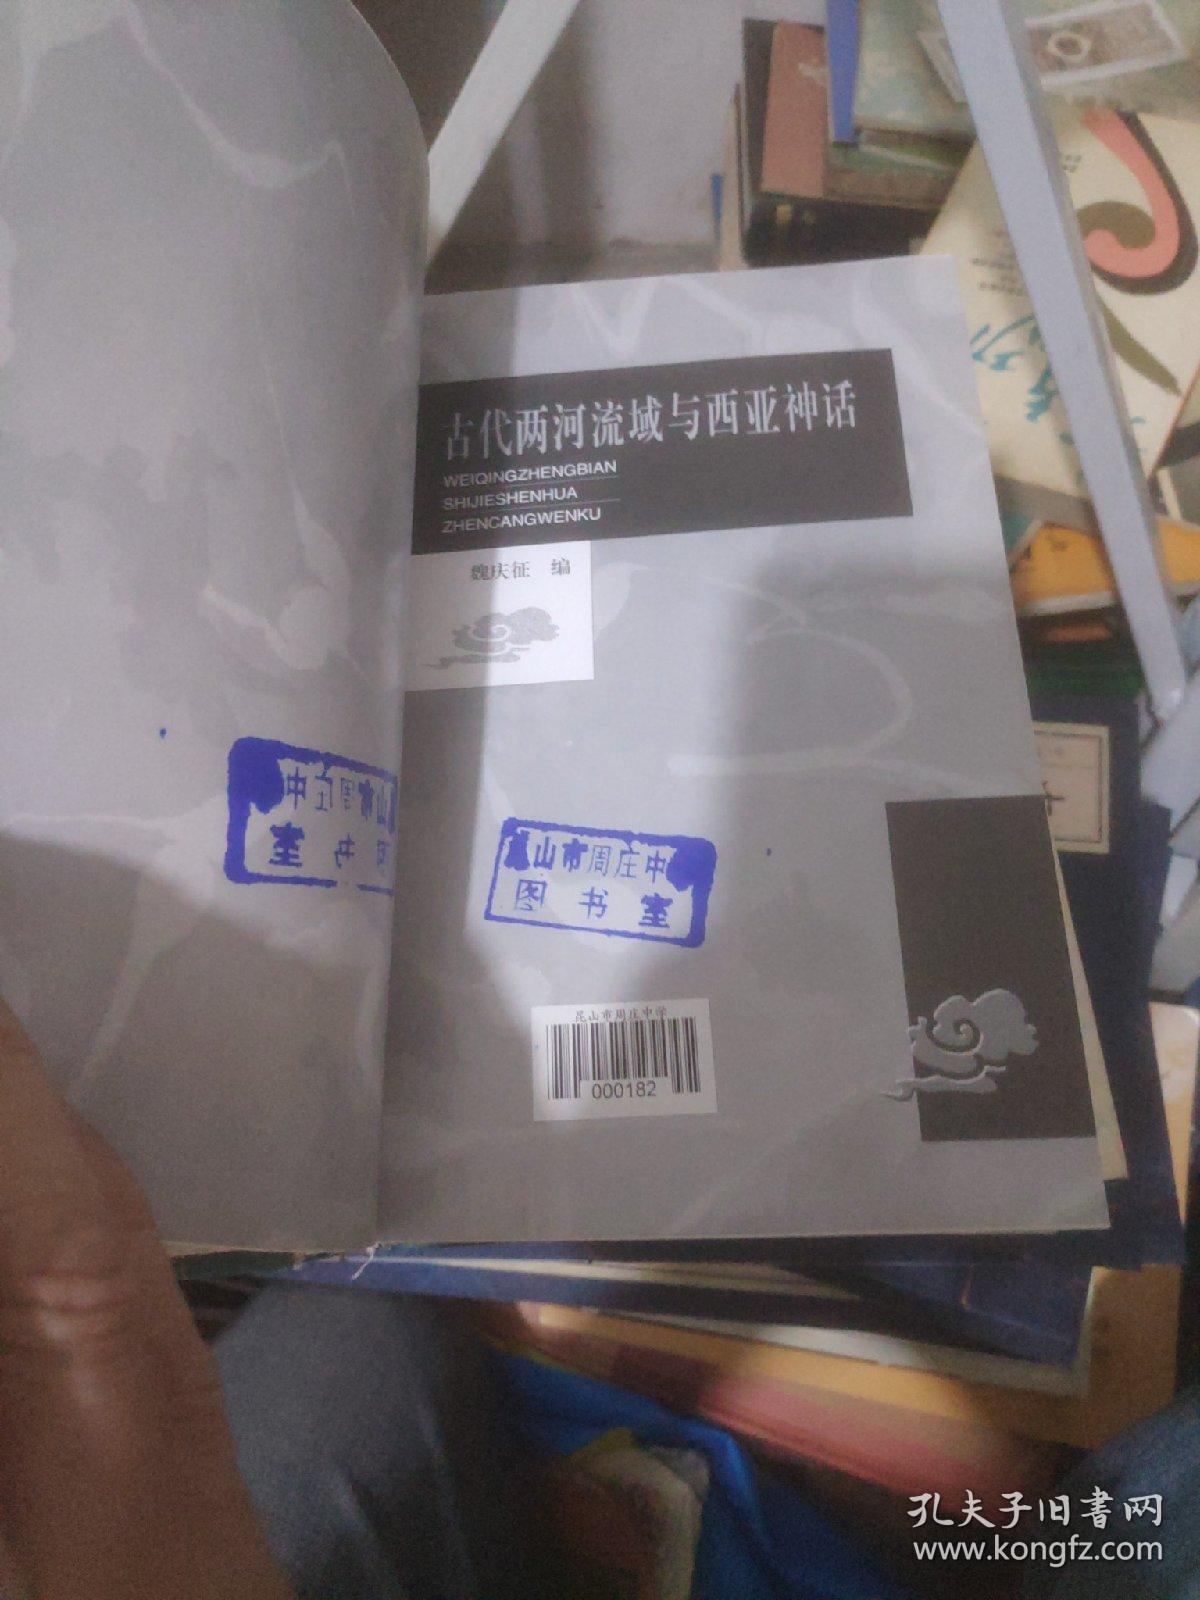 古代两河流域与西亚神话
WEIQINGZHENGBIAN
SHIJIESHENHUA
ZHENCANGWENKU
魏庆征 编
山市周庄中
图书室
昆山市周庄中学
000182
孔夫子旧書网
www.kongfz.com